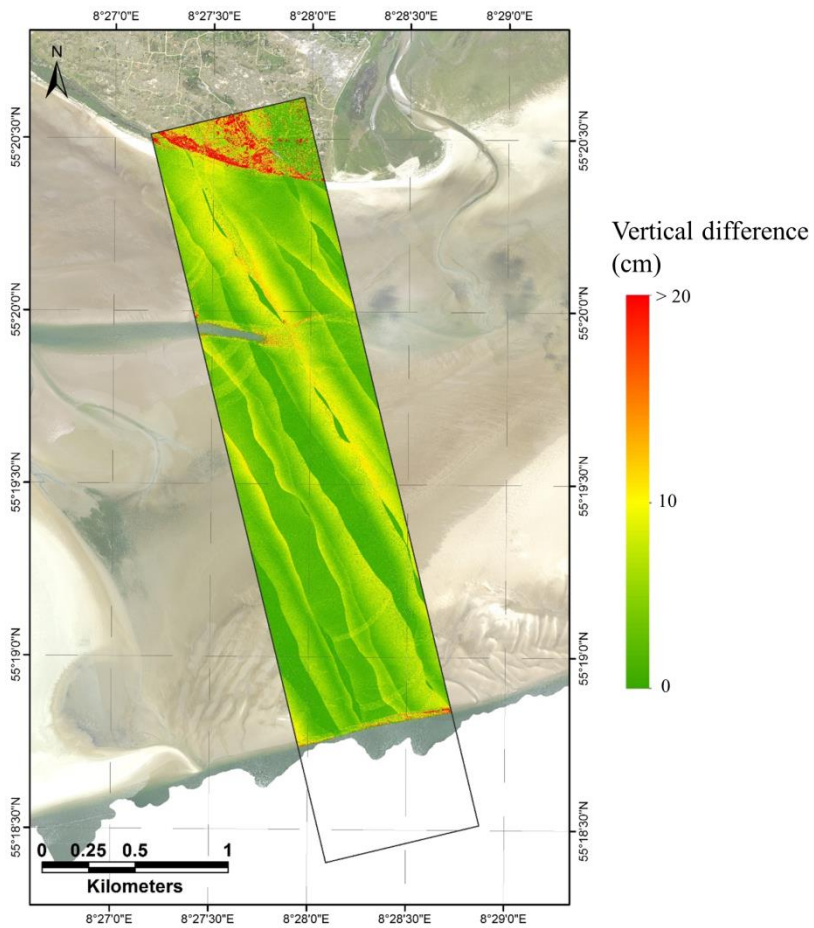 8°27'0"E 8°27'30"E 8°28'0"E 8°28'30"E 8°29'0"E
N
55°20'30"N 55°20'30"N
55°20'0"N 55°20'0"N
55°19'30"N 55°19'30"N
55°19'0"N 55°19'0"N
55°18'30"N 55°18'30"N
0 0.25 0.5 1
Kilometers
8°27'0"E 8°27'30"E 8°28'0"E 8°28'30"E 8°29'0"E
Vertical difference
(cm)
> 20
10
0